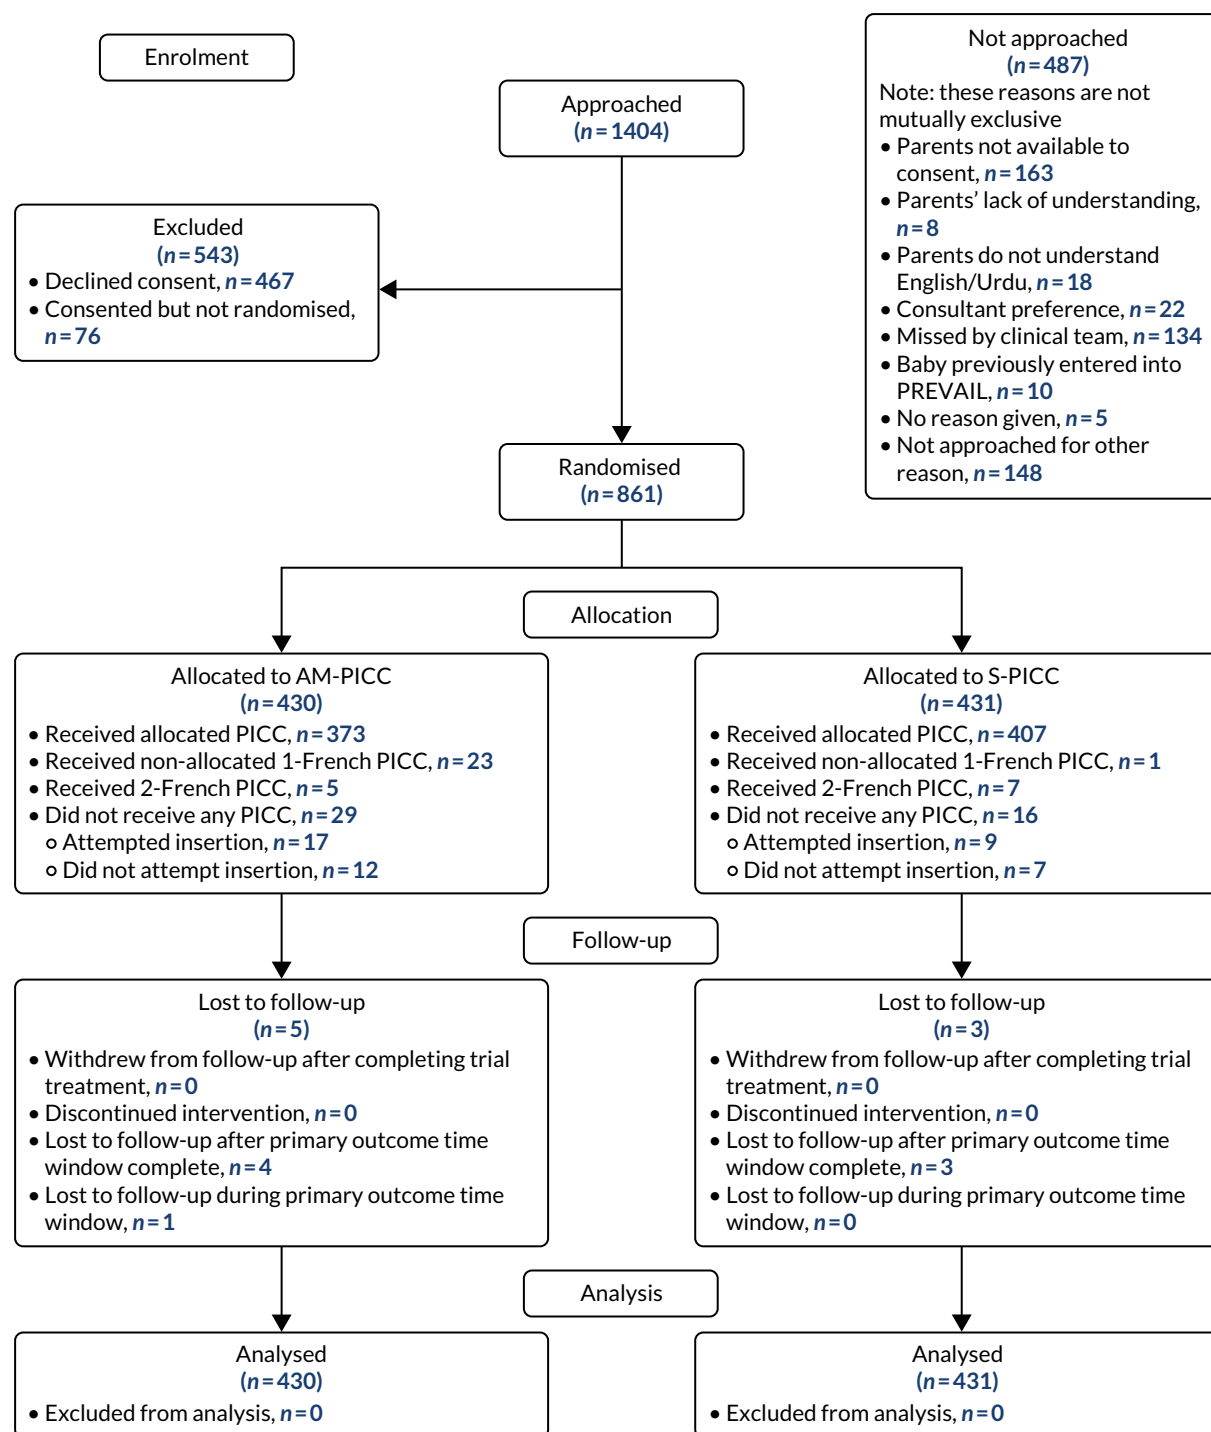 Enrolment
Approached
(n = 1404)
Not approached
(n = 487)
Note: these reasons are not
mutually exclusive
• Parents not available to
consent, n = 163
• Parents' lack of understanding,
n = 8
• Parents do not understand
English/Urdu, n = 18
• Consultant preference, n = 22
• Missed by clinical team, n = 134
• Baby previously entered into
PREVAIL, n = 10
• No reason given, n = 5
• Not approached for other
reason, n = 148
Excluded
(n = 543)
• Declined consent, n = 467
• Consented but not randomised,
n = 76
Randomised
(n = 861)
Allocation
Allocated to AM-PICC
(n = 430)
• Received allocated PICC, n = 373
• Received non-allocated 1-French PICC, n = 23
• Received 2-French PICC, n = 5
• Did not receive any PICC, n = 29
○ Attempted insertion, n = 17
○ Did not attempt insertion, n = 12
Allocated to S-PICC
(n = 431)
• Received allocated PICC, n = 407
• Received non-allocated 1-French PICC, n = 1
• Received 2-French PICC, n = 7
• Did not receive any PICC, n = 16
○ Attempted insertion, n = 9
○ Did not attempt insertion, n = 7
Follow-up
Lost to follow-up
(n = 5)
• Withdrew from follow-up after completing trial
treatment, n = 0
• Discontinued intervention, n = 0
• Lost to follow-up after primary outcome time
window complete, n = 4
• Lost to follow-up during primary outcome time
window, n = 1
Lost to follow-up
(n = 3)
• Withdrew from follow-up after completing trial
treatment, n = 0
• Discontinued intervention, n = 0
• Lost to follow-up after primary outcome time
window complete, n = 3
• Lost to follow-up during primary outcome time
window, n = 0
Analysis
Analysed
(n = 430)
• Excluded from analysis, n = 0
Analysed
(n = 431)
• Excluded from analysis, n = 0